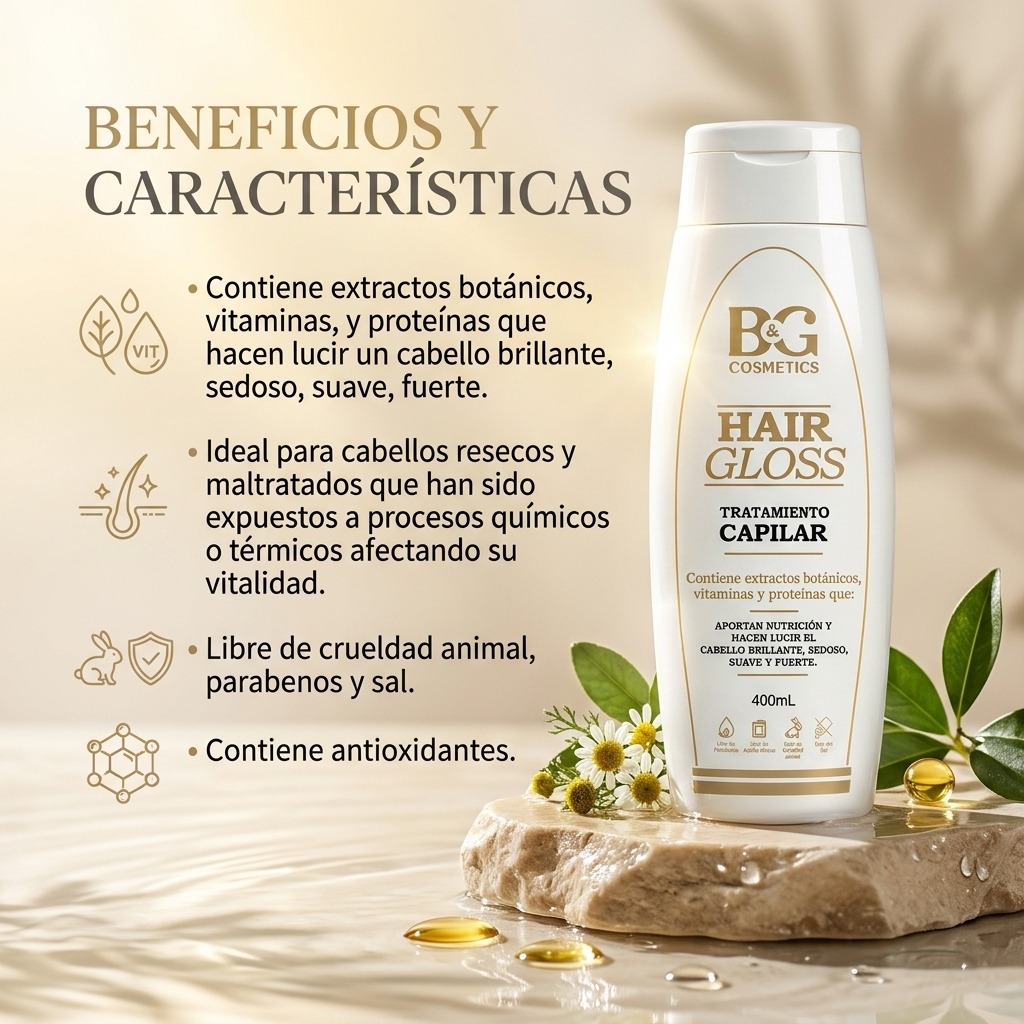 BENEFICIOS Y
CARACTERÍSTICAS
VIT
• Contiene extractos botánicos,
vitaminas, y proteínas que
hacen lucir un cabello brillante,
sedoso, suave, fuerte.
• Ideal para cabellos resecos y
maltratados que han sido
expuestos a procesos químicos
o térmicos afectando su
vitalidad.
• Libre de crueldad animal,
parabenos y sal.
• Contiene antioxidantes.
B&G
COSMETICS
HAIR
GLOSS
TRATAMIENTO
CAPILAR
Contiene extractos botánicos,
vitaminas y proteínas que:
APORTAN NUTRICIÓN Y
HACEN LUCIR EL
CABELLO BRILLANTE, SEDOSO,
SUAVE Y FUERTE.
400mL